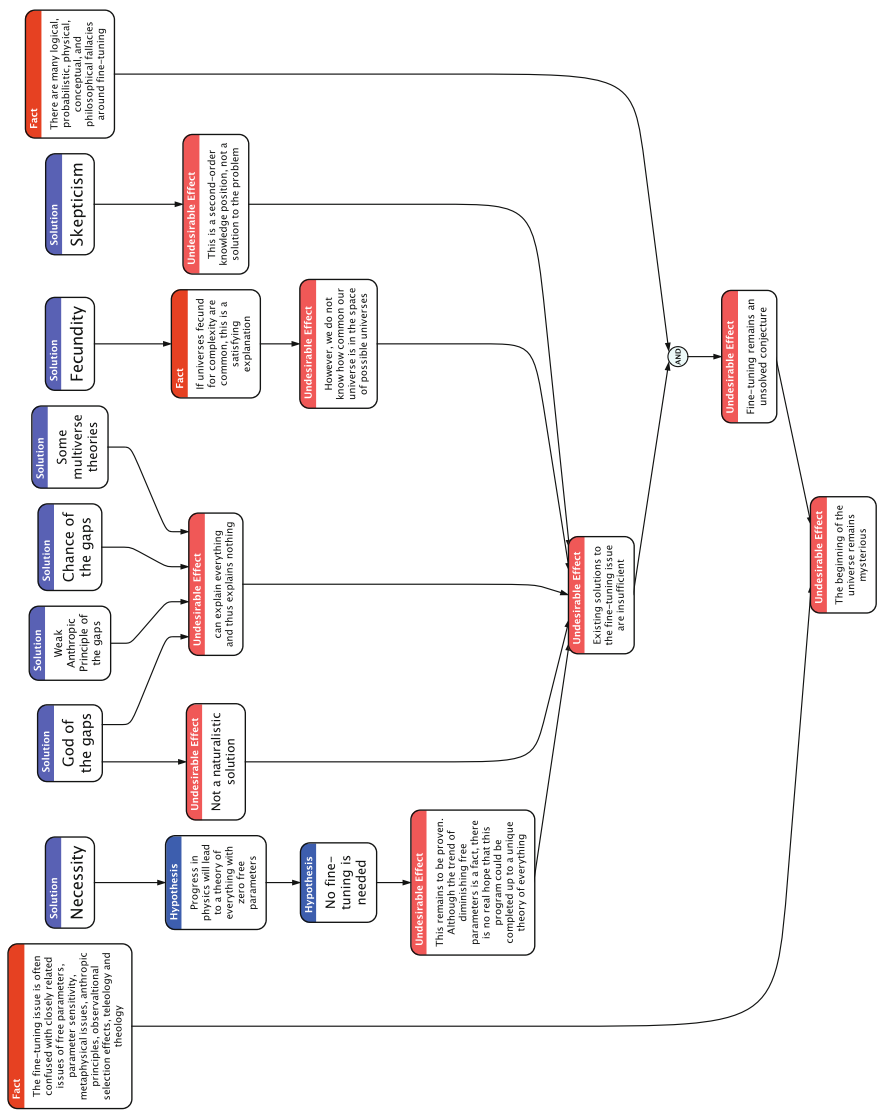 Fact
The fine-tuning issue is often
confused with closely related
issues of free parameters,
parameter sensitivity,
metaphysical issues, anthropic
principles, observaltional
selection effects, teleology and
theology
Solution
Necessity
Solution
God of
the gaps
Solution
Weak
Anthropic
Principle of
the gaps
Solution
Chance of
the gaps
Solution
Some
multiverse
theories
Solution
Fecundity
Solution
Skepticism
Fact
There are many logical,
probabilistic, physical,
conceptual, and
philosophical fallacies
around fine-tuning
Hypothesis
Progress in
physics will lead
to a theory of
everything with
zero free
parameters
Undesirable Effect
Not a naturalistic
solution
Undesirable Effect
can explain everything
and thus explains nothing
Fact
If universes fecund
for complexity are
common, this is a
satisfying
explanation
Undesirable Effect
This is a second-order
knowledge position, not a
solution to the problem
Hypothesis
No fine-
tuning is
needed
Undesirable Effect
However, we do not
know how common our
universe is in the space
of possible universes
Undesirable Effect
This remains to be proven.
Although the trend of
diminishing free
parameters is a fact, there
is no real hope that this
program could be
completed up to a unique
theory of everything
Undesirable Effect
Existing solutions to
the fine-tuning issue
are insufficient
AND
Undesirable Effect
Fine-tuning remains an
unsolved conjecture
Undesirable Effect
The beginning of the
universe remains
mysterious